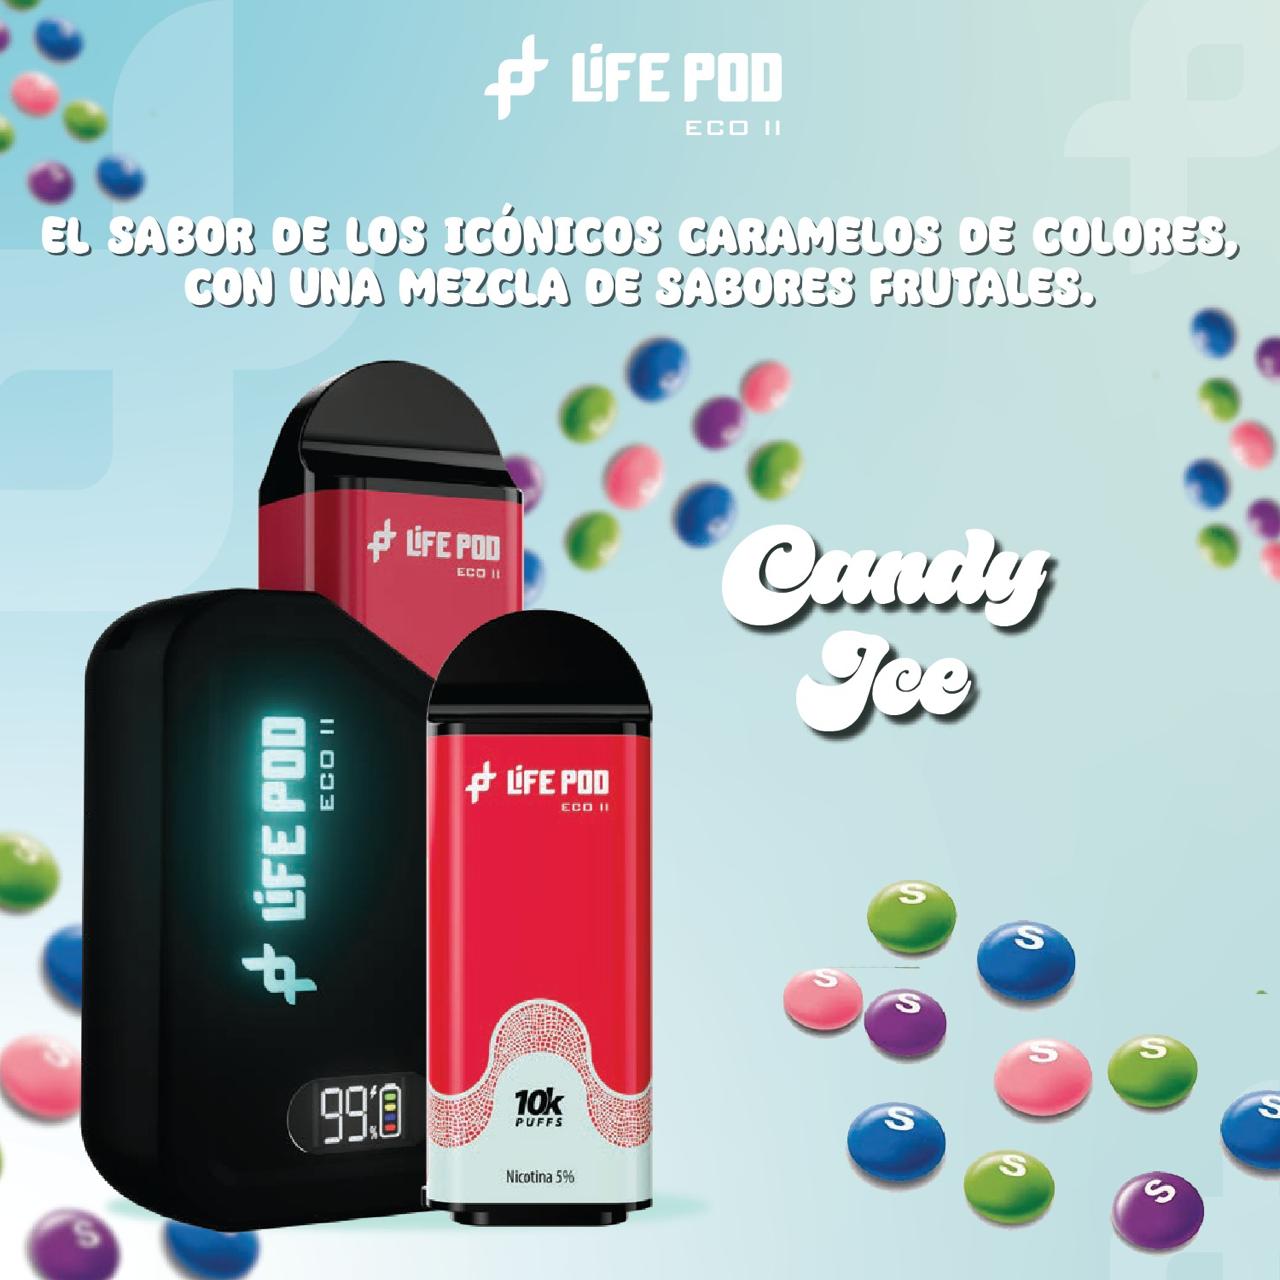 LIFE POD
ECO II
EL SABOR DE LOS ICÓNICOS CARAMELOS DE COLORES,
CON UNA MEZCLA DE SABORES FRUTALES.
LIFE POD
ECO II
Candy
Ice
LIFE POD
ECO II
LIFE POD
ECO II
99%
10k
PUFFS
Nicotina 5%
S
S
S
S
S
S
S
S
S
S
S
S
S